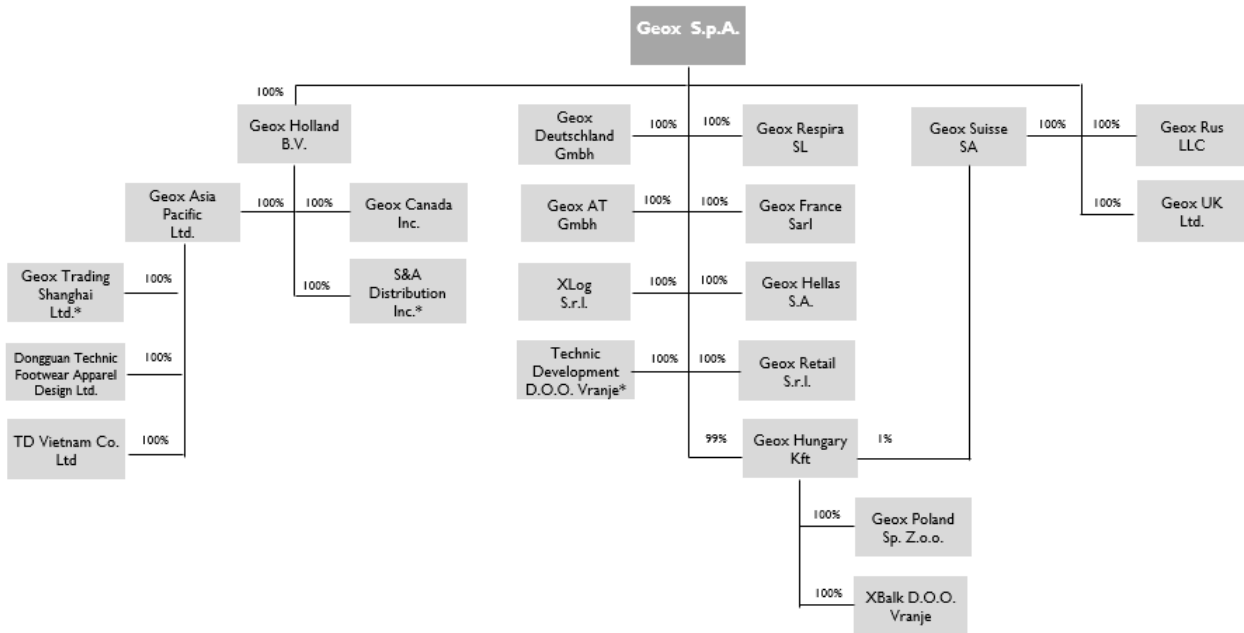 Geox S.p.A.
100%
Geox Holland
B.V.
Geox
Deutschland
Gmbh
100%
100%
Geox Respira
SL
Geox Suisse
SA
100%
100%
Geox Rus
LLC
Geox Asia
Pacific
Ltd.
100%
100%
Geox Canada
Inc.
Geox AT
Gmbh
100%
100%
Geox France
Sarl
100%
Geox UK
Ltd.
Geox Trading
Shanghai
Ltd.*
100%
100%
S&A
Distribution
Inc.*
XLog
S.r.l.
100%
100%
Geox Hellas
S.A.
Dongguan Technic
Footwear Apparel
Design Ltd.
100%
Technic
Development
D.O.O. Vranje*
100%
100%
Geox Retail
S.r.l.
TD Vietnam Co.
Ltd
100%
99%
Geox Hungary
Kft
1%
100%
Geox Poland
Sp. Z.o.o.
100%
XBalk D.O.O.
Vranje